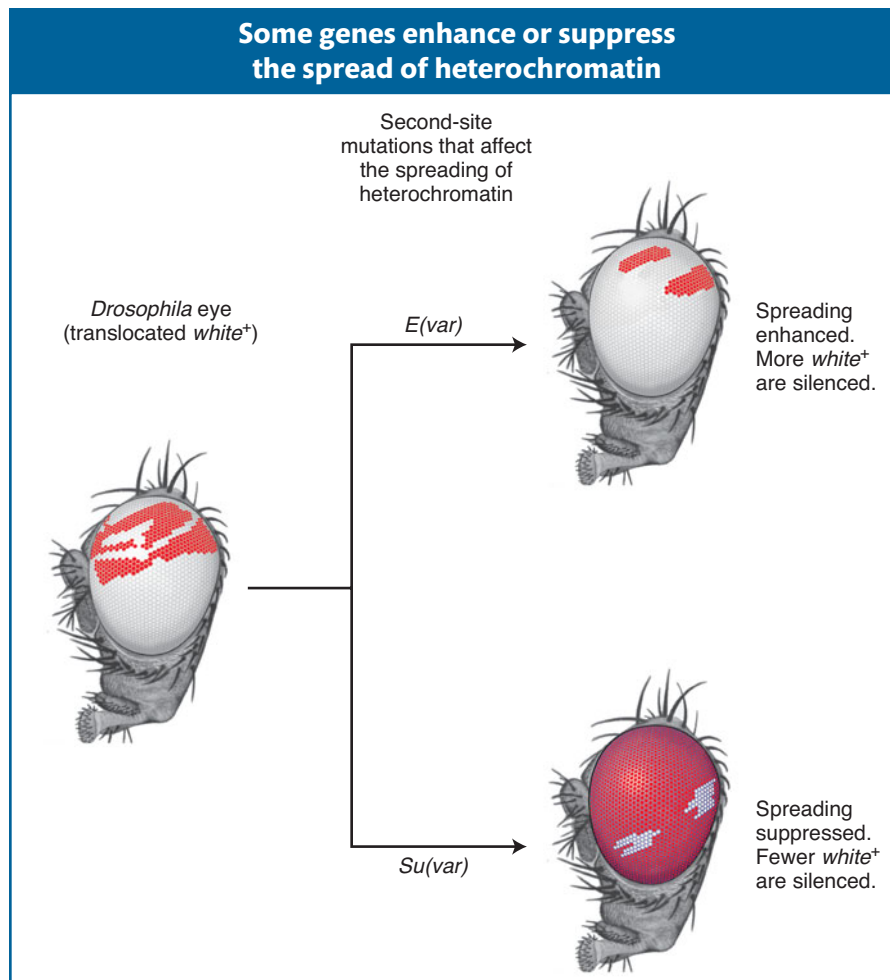 Some genes enhance or suppress
the spread of heterochromatin
Second-site
mutations that affect
the spreading of
heterochromatin
Drosophila eye
(translocated white⁺)
E(var)
Spreading
enhanced.
More white⁺
are silenced.
Su(var)
Spreading
suppressed.
Fewer white⁺
are silenced.